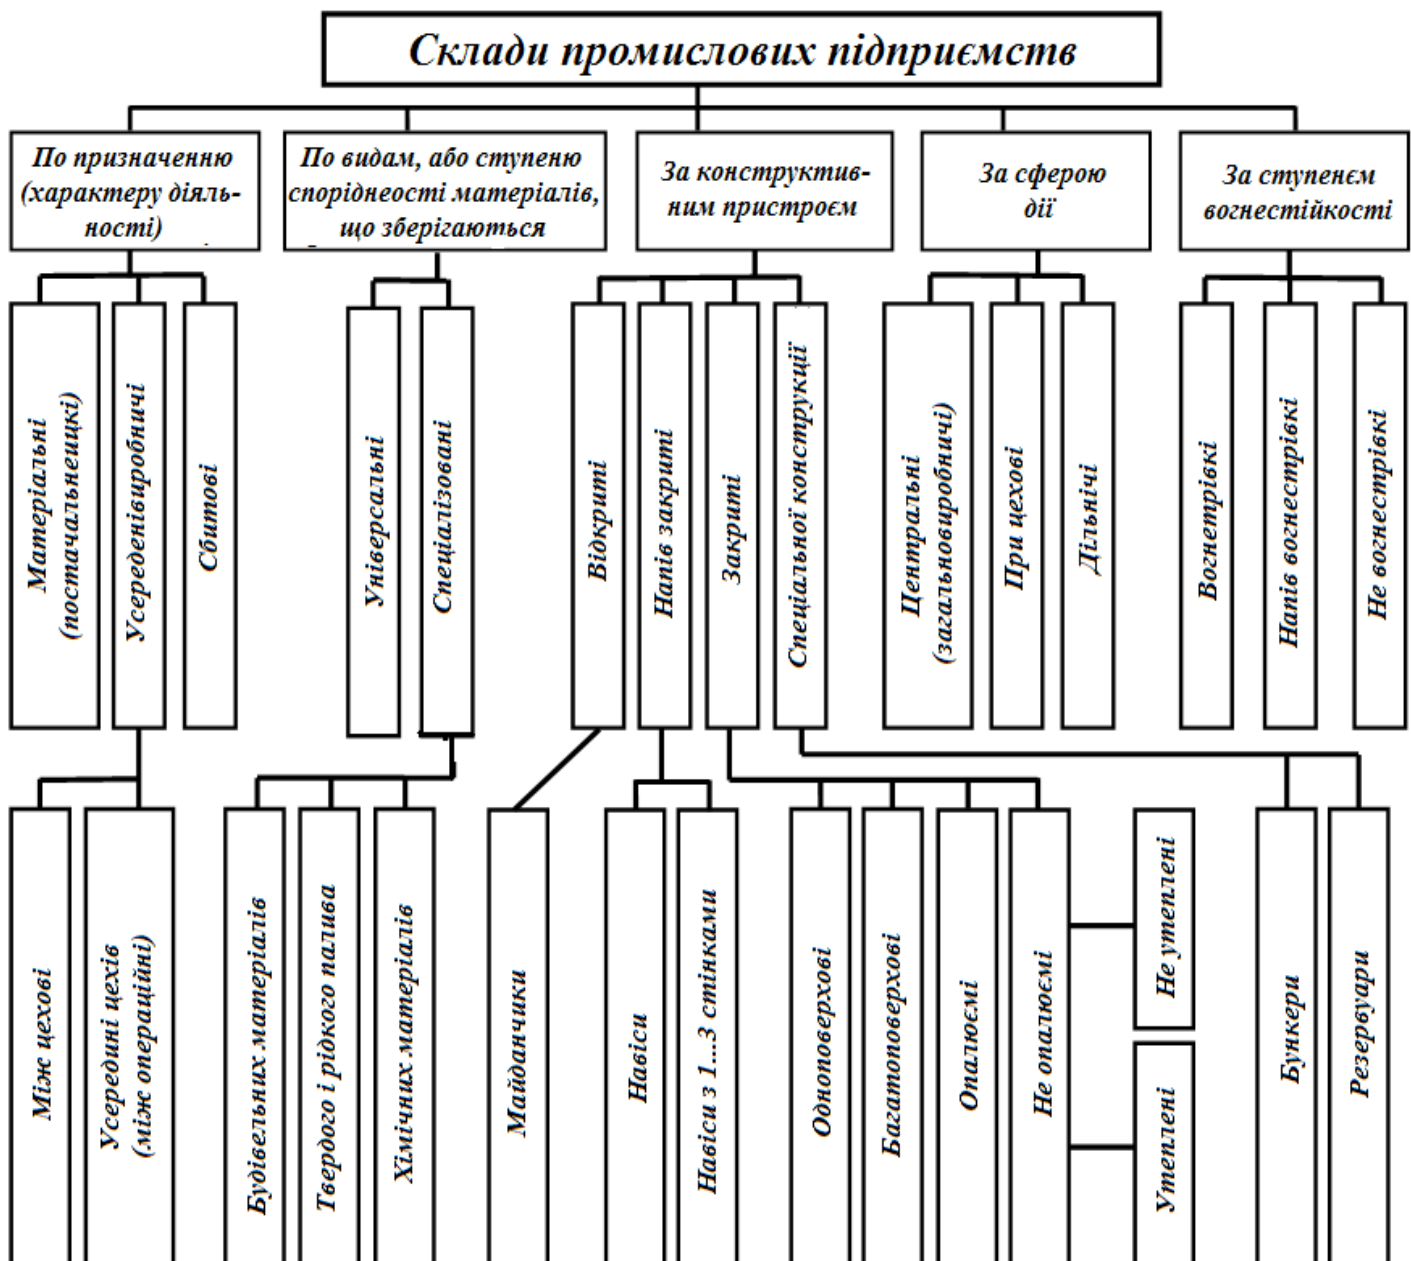 Склади промислових підприємств
По призначенню
(характеру діяль-
ності)
По видам, або ступеню
споріднеості матеріалів,
що зберігаються
За конструктив-
ним пристроєм
За сферою
дії
За ступенєм
вогнестійкості
Матеріальні
(постачальнеицкі)
Усереденівиробничі
Сбитові
Універсальні
Спеціалізовані
Відкриті
Напів закриті
Закриті
Спеціальної конструкції
Центральні
(загальновиробничі)
При цехові
Дільнічі
Вогнетрівкі
Напів вогнестрівкі
Не вогнестрівкі
Між цехові
Усередині цехів
(між операційні)
Будівельних матеріалів
Твердого і рідкого палива
Хімічних матеріалів
Майданчики
Навіси
Навіси з 1...3 стінками
Одноповерхові
Багатоповерхові
Опалюємі
Не опалюємі
Не утеплені
Утеплені
Бункери
Резервуари